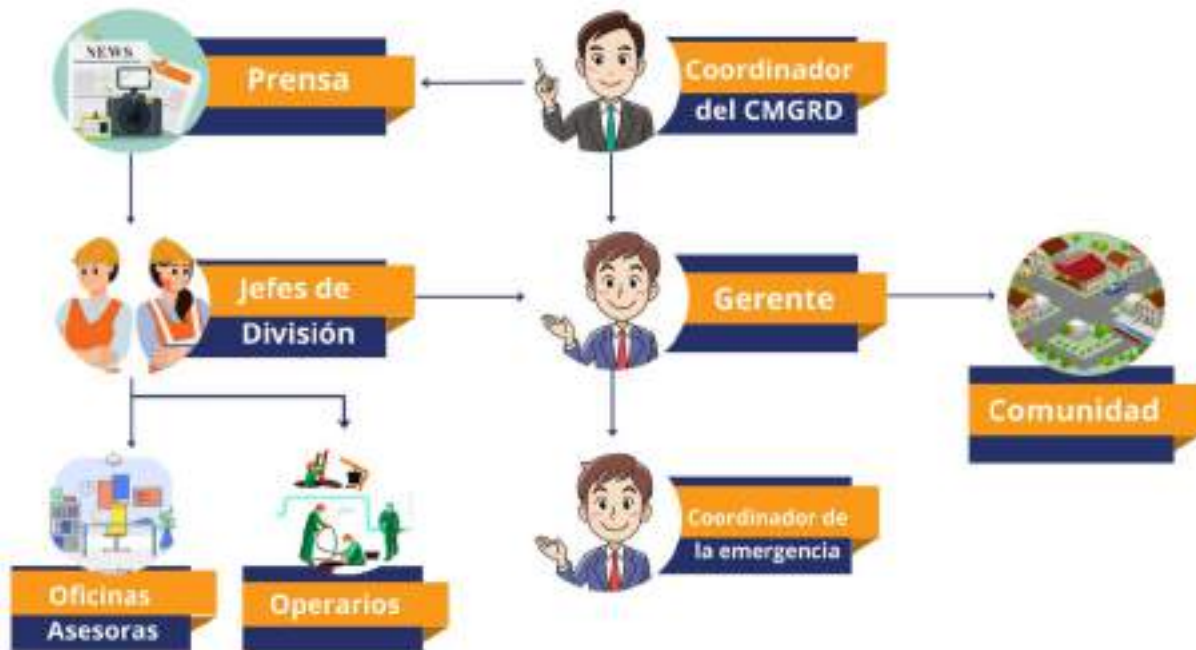 NEWS
Prensa
Coordinador
del CMGRD
Jefes de
División
Gerente
Comunidad
Coordinador de
la emergencia
Oficinas
Asesoras
Operarios